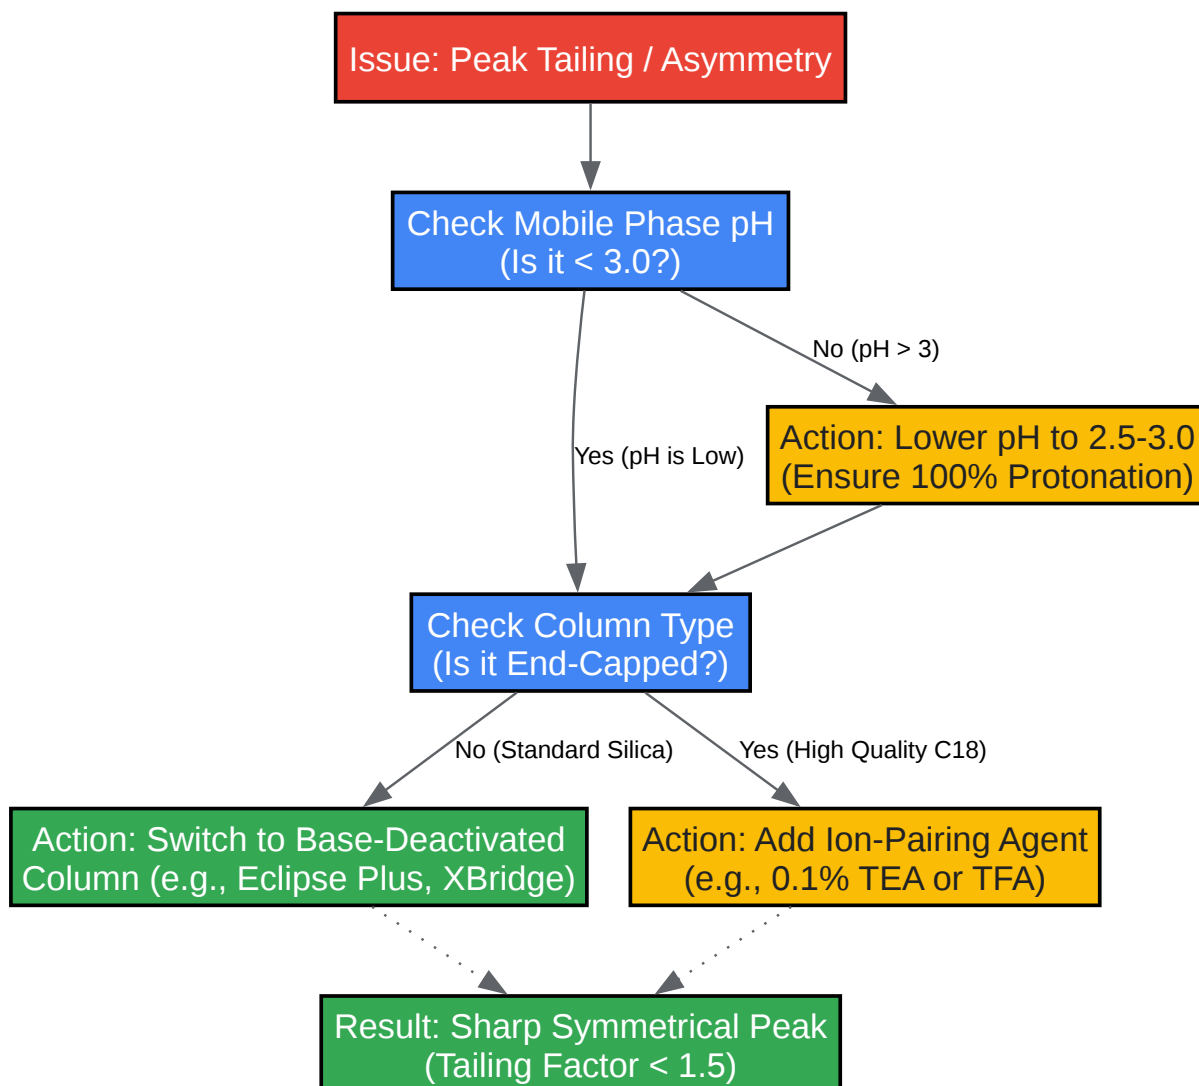 Issue: Peak Tailing / Asymmetry
Check Mobile Phase pH
(Is it < 3.0?)
No (pH > 3)
Action: Lower pH to 2.5-3.0
(Ensure 100% Protonation)
Yes (pH is Low)
Check Column Type
(Is it End-Capped?)
No (Standard Silica)
Yes (High Quality C18)
Action: Switch to Base-Deactivated
Column (e.g., Eclipse Plus, XBridge)
Action: Add Ion-Pairing Agent
(e.g., 0.1% TEA or TFA)
Result: Sharp Symmetrical Peak
(Tailing Factor < 1.5)